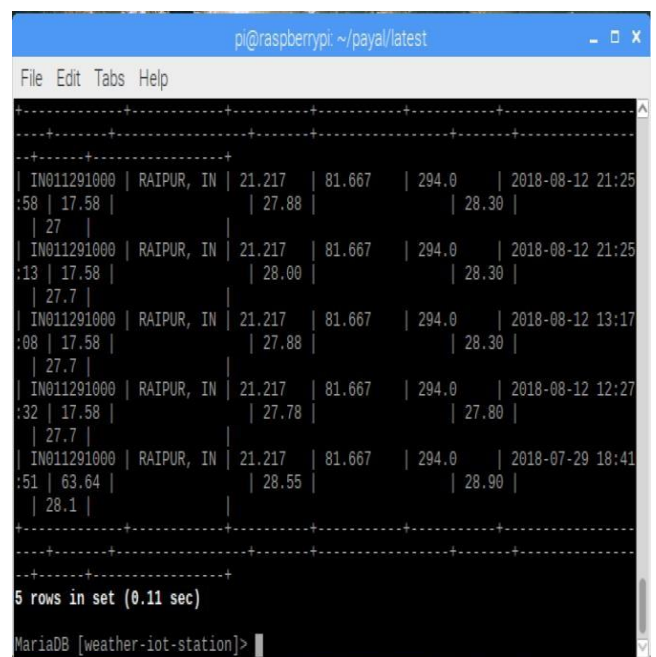 pi@raspberrypi: ~/payal/latest
File Edit Tabs Help
+-------------+------------+----------+-----------+-----------+-----------------
----+-------+-----------------+-------+-----------------+-------+---------------
--+------+-----------------+
| IN011291000 | RAIPUR, IN | 21.217 | 81.667 | 294.0 | 2018-08-12 21:25
:58 | 17.58 | | 27.88 | | 28.30 |
| 27 | |
| IN011291000 | RAIPUR, IN | 21.217 | 81.667 | 294.0 | 2018-08-12 21:25
:13 | 17.58 | | 28.00 | | 28.30 |
| 27.7 | |
| IN011291000 | RAIPUR, IN | 21.217 | 81.667 | 294.0 | 2018-08-12 13:17
:08 | 17.58 | | 27.88 | | 28.30 |
| 27.7 | |
| IN011291000 | RAIPUR, IN | 21.217 | 81.667 | 294.0 | 2018-08-12 12:27
:32 | 17.58 | | 27.78 | | 27.80 |
| 27.7 | |
| IN011291000 | RAIPUR, IN | 21.217 | 81.667 | 294.0 | 2018-07-29 18:41
:51 | 63.64 | | 28.55 | | 28.90 |
| 28.1 | |
+-------------+------------+----------+-----------+-----------+-----------------
----+-------+-----------------+-------+-----------------+-------+---------------
--+------+-----------------+
5 rows in set (0.11 sec)
MariaDB [weather-iot-station]>